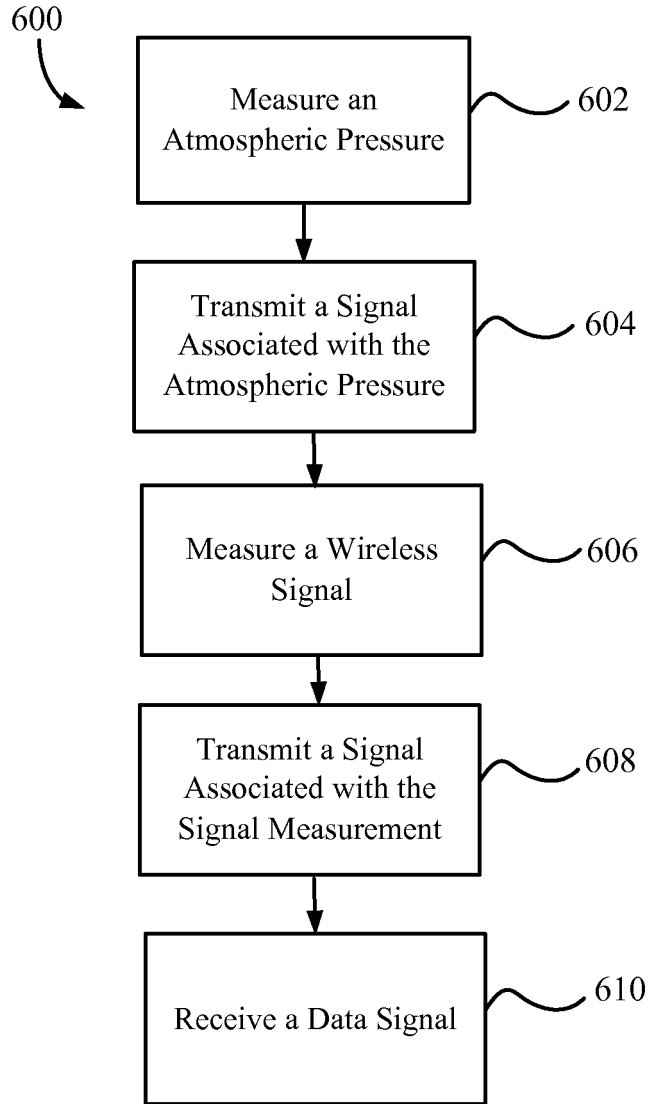 600
Measure an
Atmospheric Pressure
602
Transmit a Signal
Associated with the
Atmospheric Pressure
604
Measure a Wireless
Signal
606
Transmit a Signal
Associated with the
Signal Measurement
608
Receive a Data Signal
610